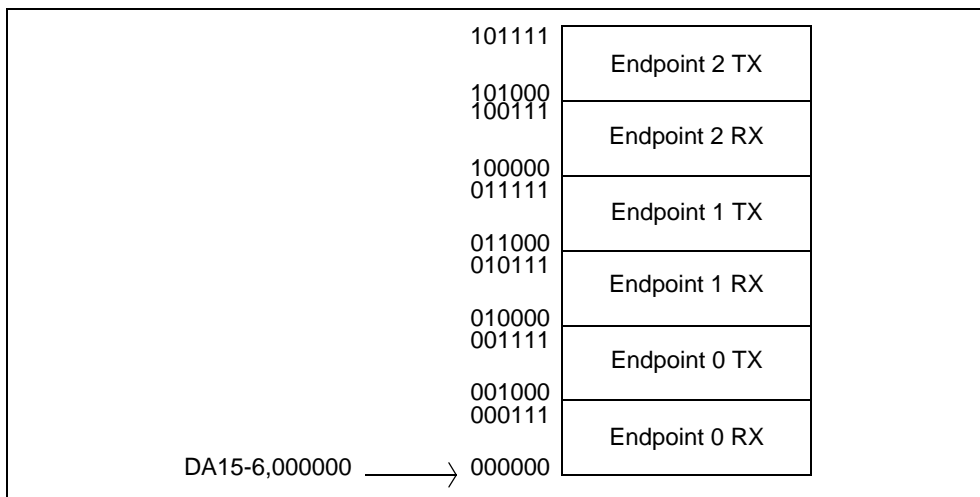 101111
Endpoint 2 TX
101000
100111
Endpoint 2 RX
100000
011111
Endpoint 1 TX
011000
010111
Endpoint 1 RX
010000
001111
Endpoint 0 TX
001000
000111
Endpoint 0 RX
DA15-6,000000 000000